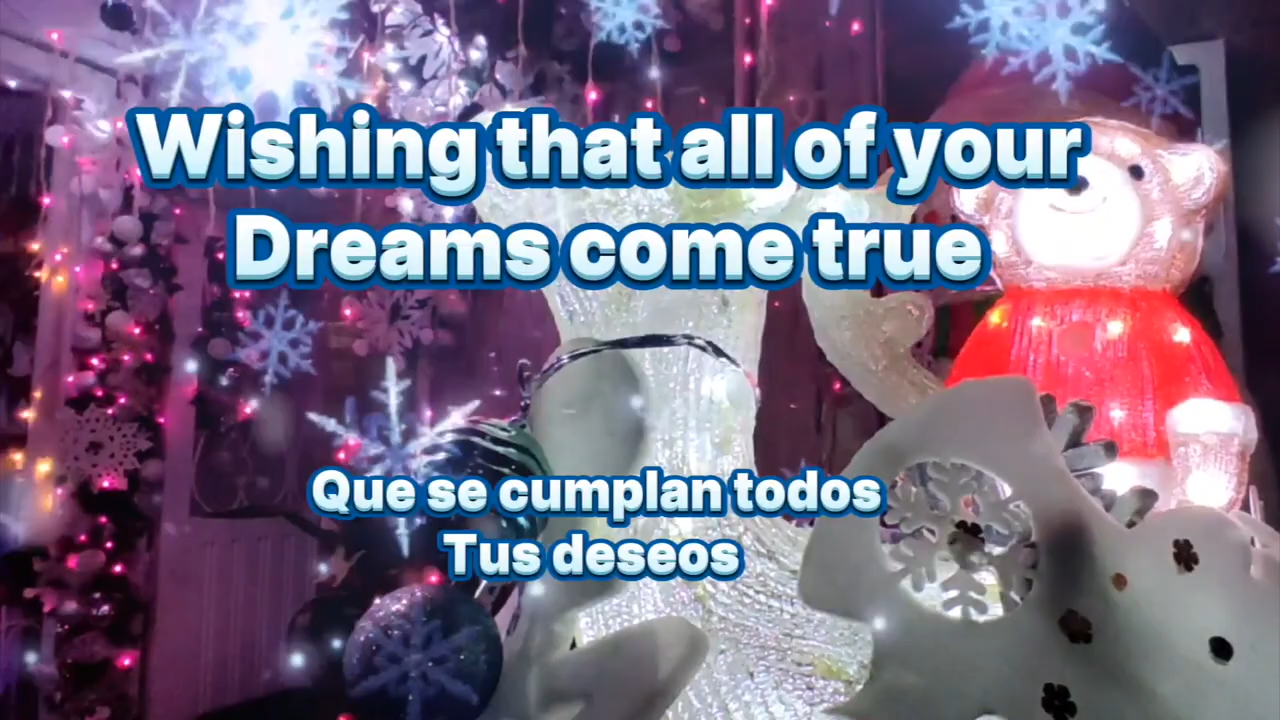 Wishing that all of your
Dreams come true
Que se cumplan todos
Tus deseos